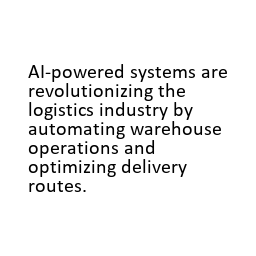 AI-powered systems are
revolutionizing the
logistics industry by
automating warehouse
operations and
optimizing delivery
routes.